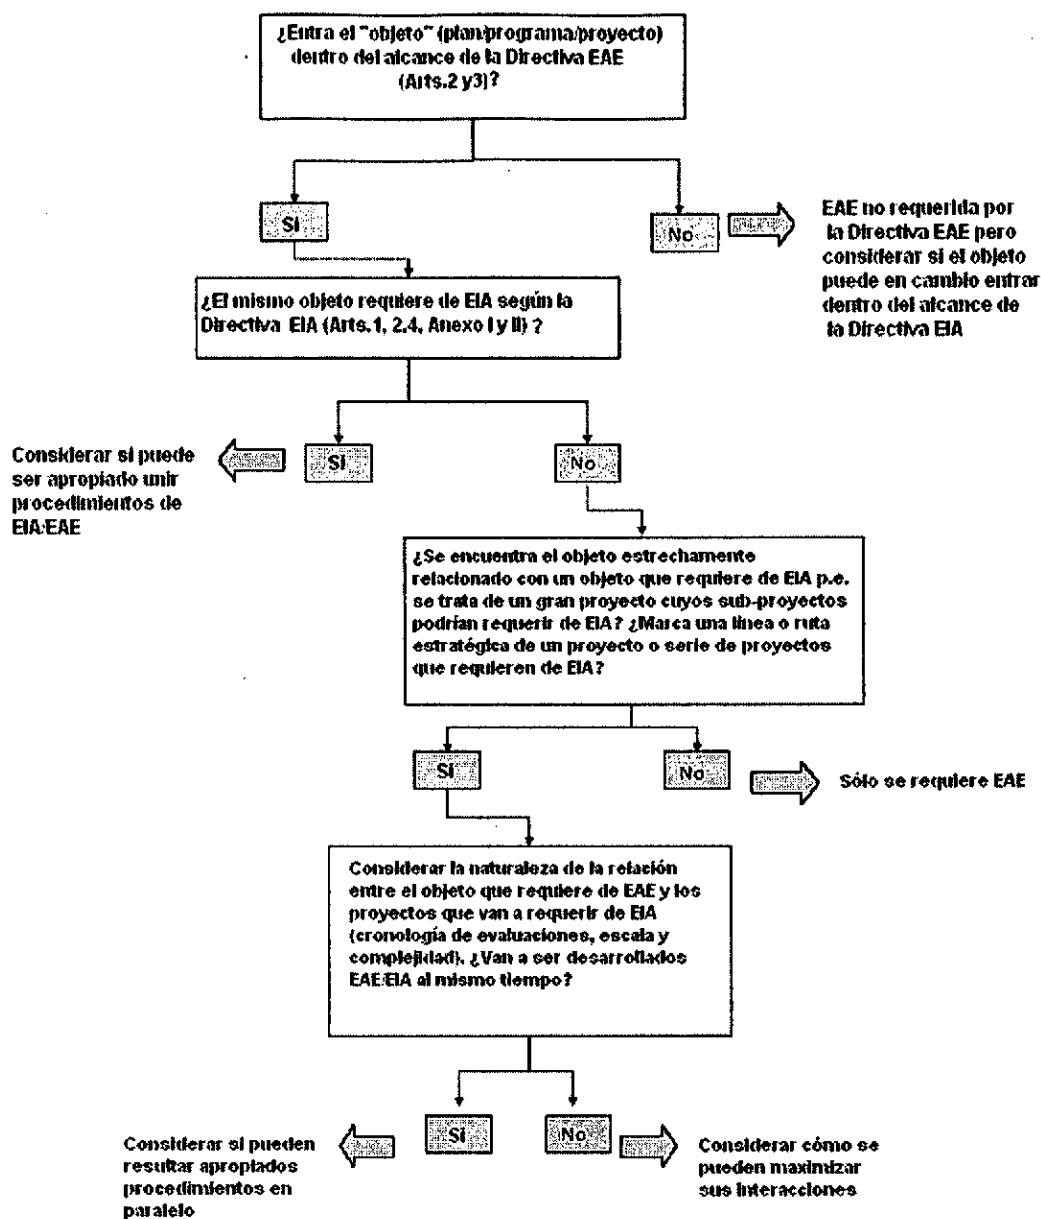 ¿Entra el "objeto" (plan/programa/proyecto)
dentro del alcance de la Directiva EAE
(Arts.2 y3)?
Sí
No
EAE no requerida por
la Directiva EAE pero
considerar si el objeto
puede en cambio entrar
dentro del alcance de
la Directiva EIA
¿El mismo objeto requiere de EIA según la
Directiva EIA (Arts.1, 2.4, Anexo I y II) ?
Considerar si puede
ser apropiado unir
procedimientos de
EIA/EAE
Sí
No
¿Se encuentra el objeto estrechamente
relacionado con un objeto que requiere de EIA p.e.
se trata de un gran proyecto cuyos sub-proyectos
podrían requerir de EIA? ¿Marca una línea o ruta
estratégica de un proyecto o serie de proyectos
que requieren de EIA?
Sí
No
Sólo se requiere EAE
Considerar la naturaleza de la relación
entre el objeto que requiere de EAE y los
proyectos que van a requerir de EIA
(cronología de evaluaciones, escala y
complejidad). ¿Van a ser desarrollados
EAE/EIA al mismo tiempo?
Sí
No
Considerar si pueden
resultar apropiados
procedimientos en
paralelo
Considerar cómo se
pueden maximizar
sus interacciones